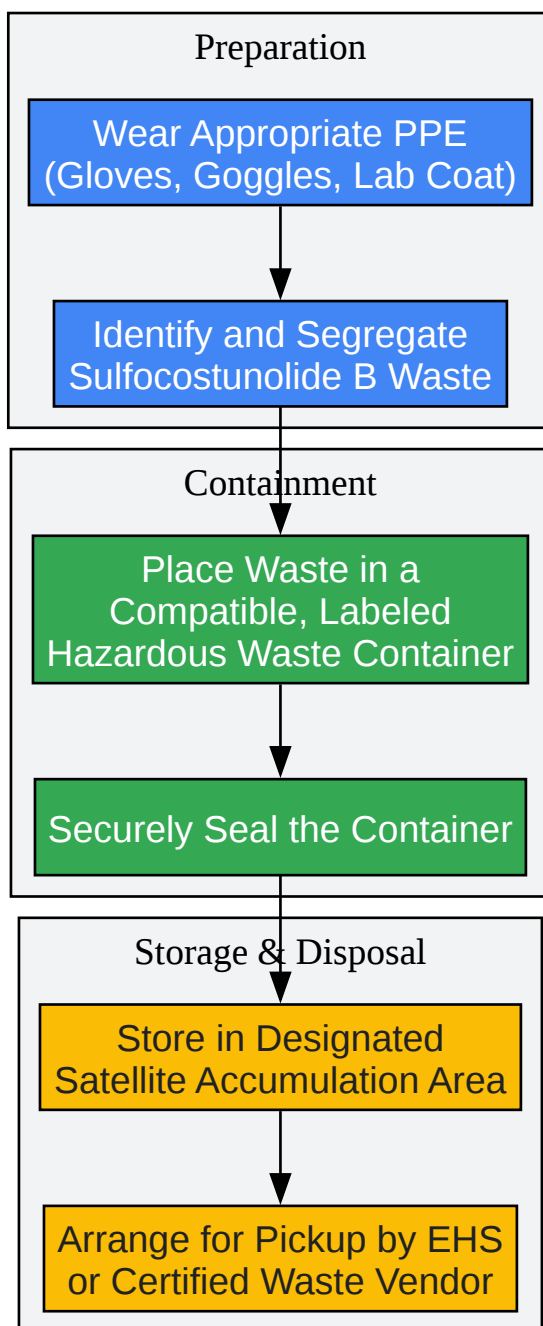 Preparation
Wear Appropriate PPE
(Gloves, Goggles, Lab Coat)
Identify and Segregate
Sulfocostunolide B Waste
Containment
Place Waste in a
Compatible, Labeled
Hazardous Waste Container
Securely Seal the Container
Storage & Disposal
Store in Designated
Satellite Accumulation Area
Arrange for Pickup by EHS
or Certified Waste Vendor